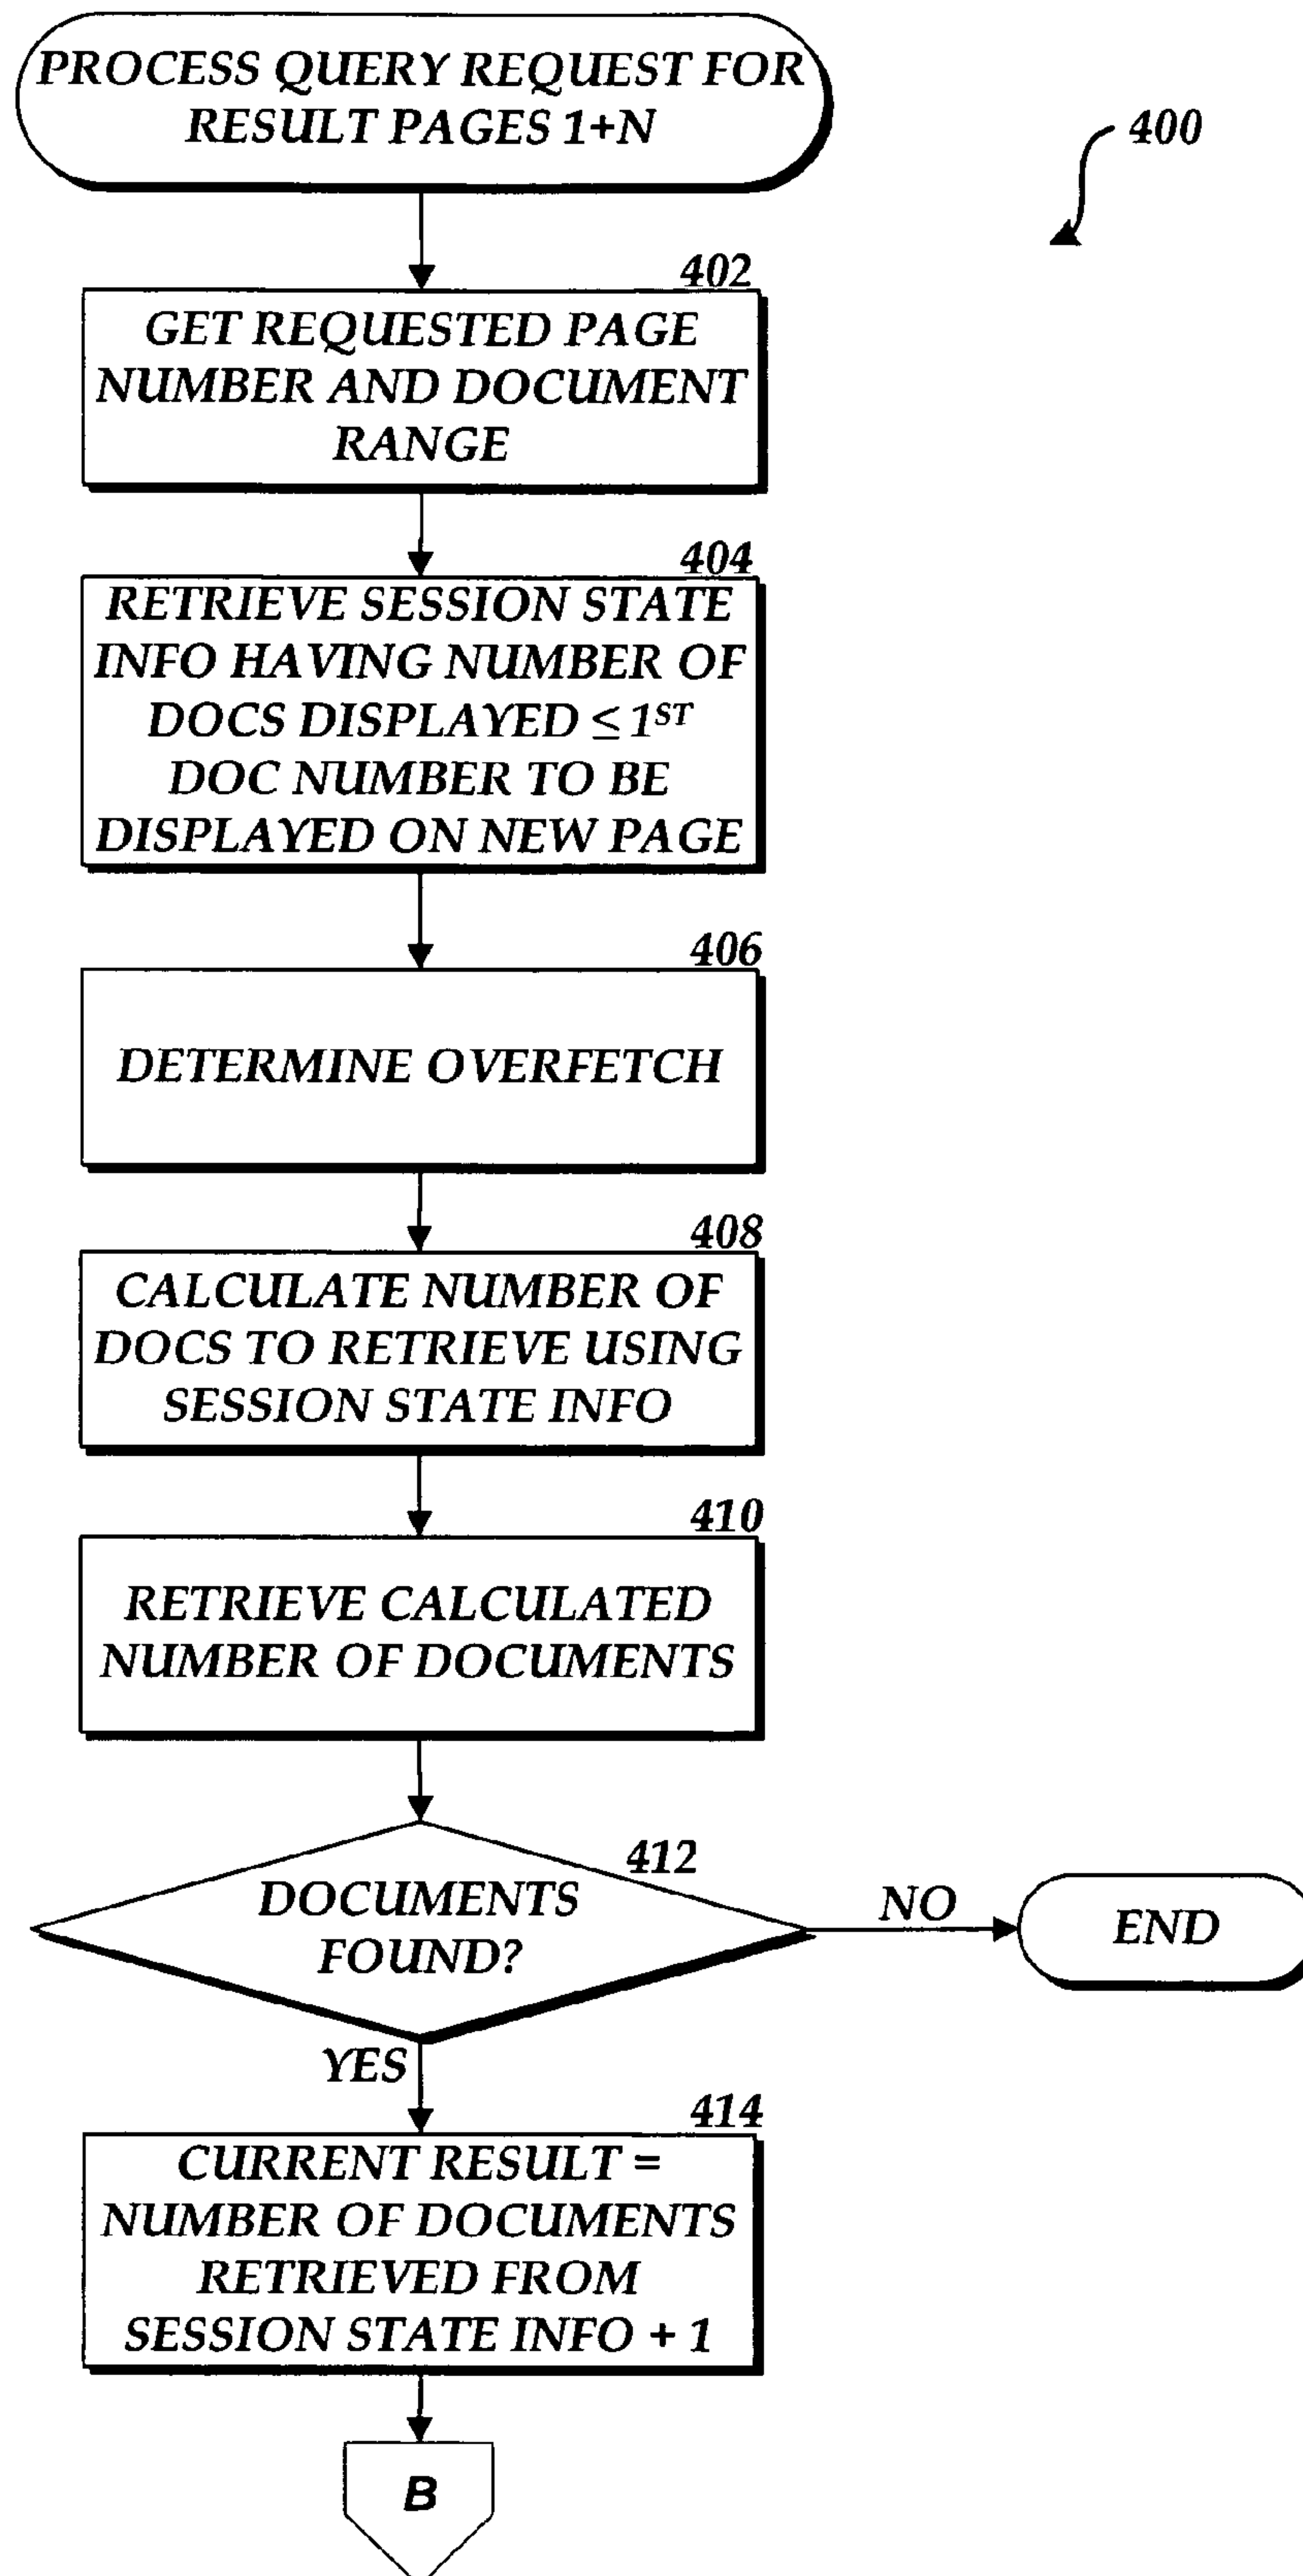 PROCESS QUERY REQUEST FOR
RESULT PAGES 1+N
400
402
GET REQUESTED PAGE
NUMBER AND DOCUMENT
RANGE
404
RETRIEVE SESSION STATE
INFO HAVING NUMBER OF
DOCS DISPLAYED ≤ 1ST
DOC NUMBER TO BE
DISPLAYED ON NEW PAGE
406
DETERMINE OVERFETCH
408
CALCULATE NUMBER OF
DOCS TO RETRIEVE USING
SESSION STATE INFO
410
RETRIEVE CALCULATED
NUMBER OF DOCUMENTS
412
DOCUMENTS
FOUND?
NO
END
YES
414
CURRENT RESULT =
NUMBER OF DOCUMENTS
RETRIEVED FROM
SESSION STATE INFO + 1
B